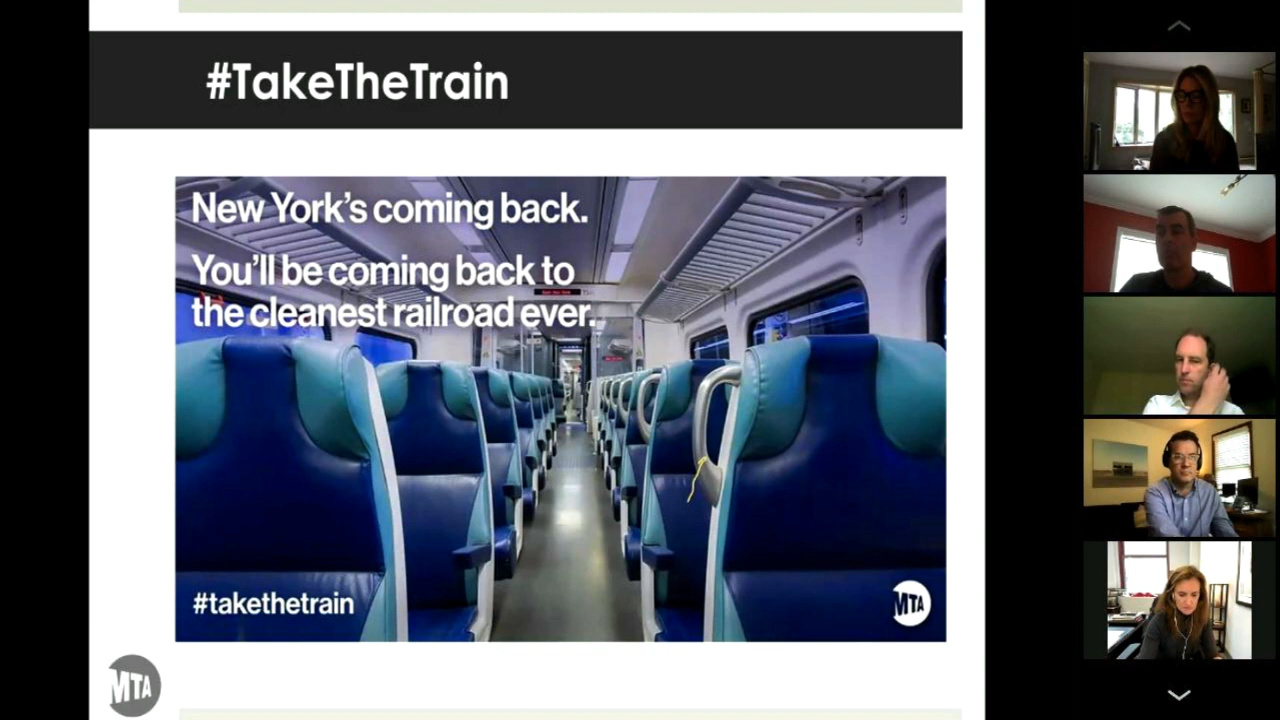 #TakeTheTrain
New York's coming back.
You'll be coming back to
the cleanest railroad ever.
#takethetrain
MTA
MTA